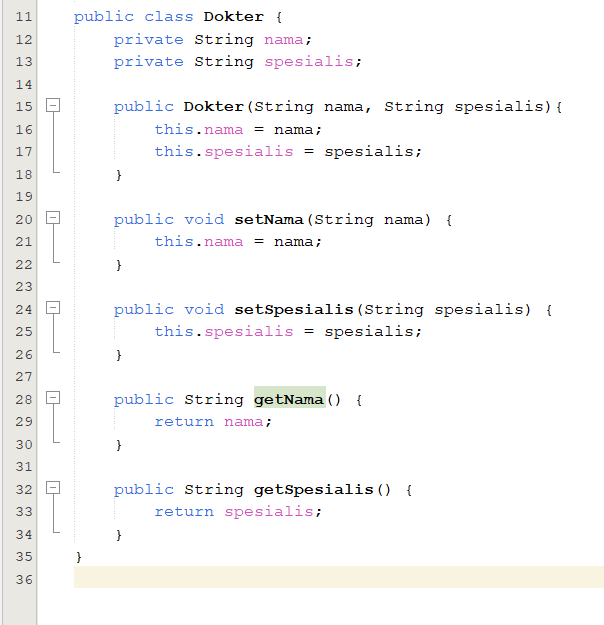 11 public class Dokter {
12     private String nama;
13     private String spesialis;
14
15     public Dokter(String nama, String spesialis){
16         this.nama = nama;
17         this.spesialis = spesialis;
18     }
19
20     public void setNama(String nama) {
21         this.nama = nama;
22     }
23
24     public void setSpesialis(String spesialis) {
25         this.spesialis = spesialis;
26     }
27
28     public String getNama() {
29         return nama;
30     }
31
32     public String getSpesialis() {
33         return spesialis;
34     }
35 }
36